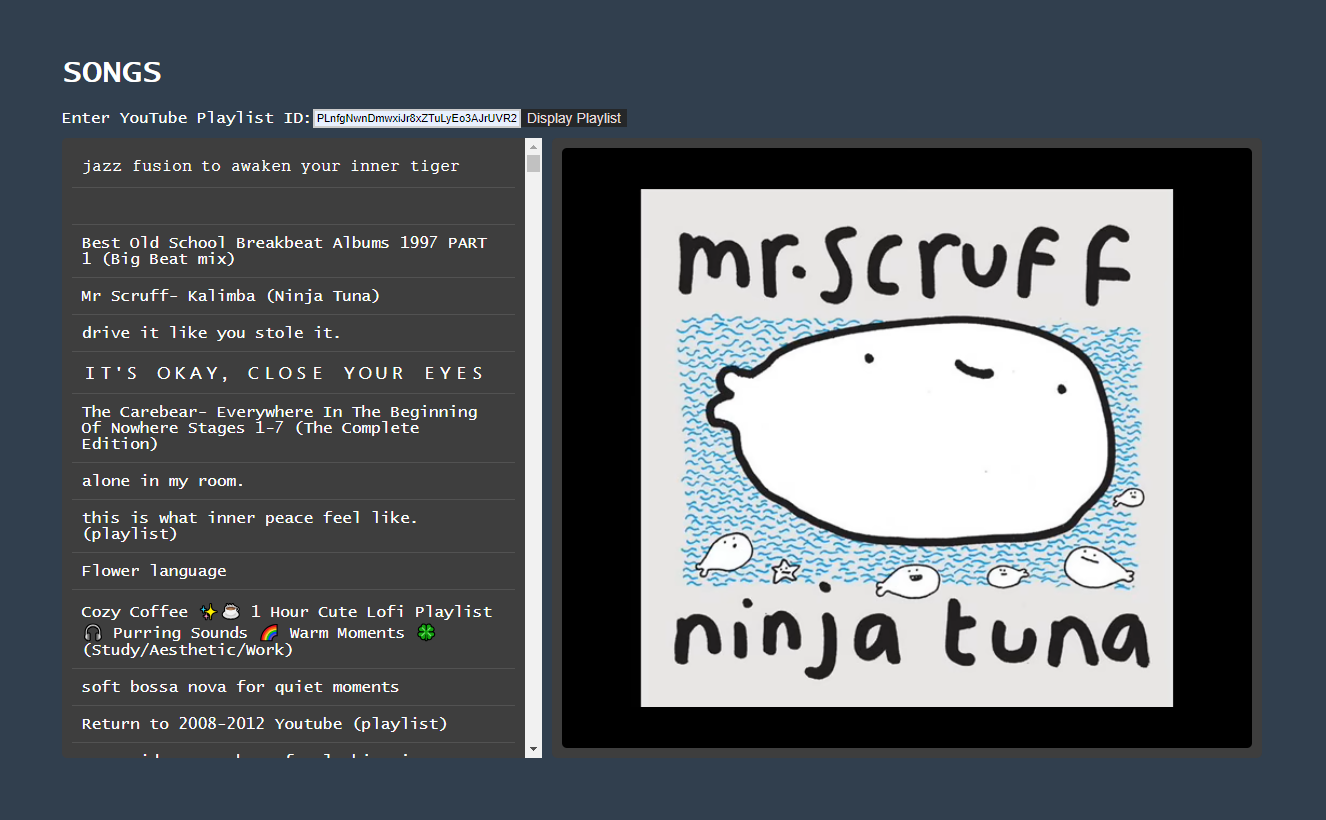 SONGS
Enter YouTube Playlist ID: PLnfgNwnDmwxiJr8xZTuLyEo3AJrUVR2 Display Playlist
jazz fusion to awaken your inner tiger
Best Old School Breakbeat Albums 1997 PART
1 (Big Beat mix)
Mr Scruff- Kalimba (Ninja Tuna)
drive it like you stole it.
IT'S OKAY, CLOSE YOUR EYES
The Carebear- Everywhere In The Beginning
Of Nowhere Stages 1-7 (The Complete
Edition)
alone in my room.
this is what inner peace feel like.
(playlist)
Flower language
Cozy Coffee ✨☕ 1 Hour Cute Lofi Playlist
🎧 Purring Sounds 🌈 Warm Moments 🍀
(Study/Aesthetic/Work)
soft bossa nova for quiet moments
Return to 2008-2012 Youtube (playlist)
mr.scruff
ninja tuna